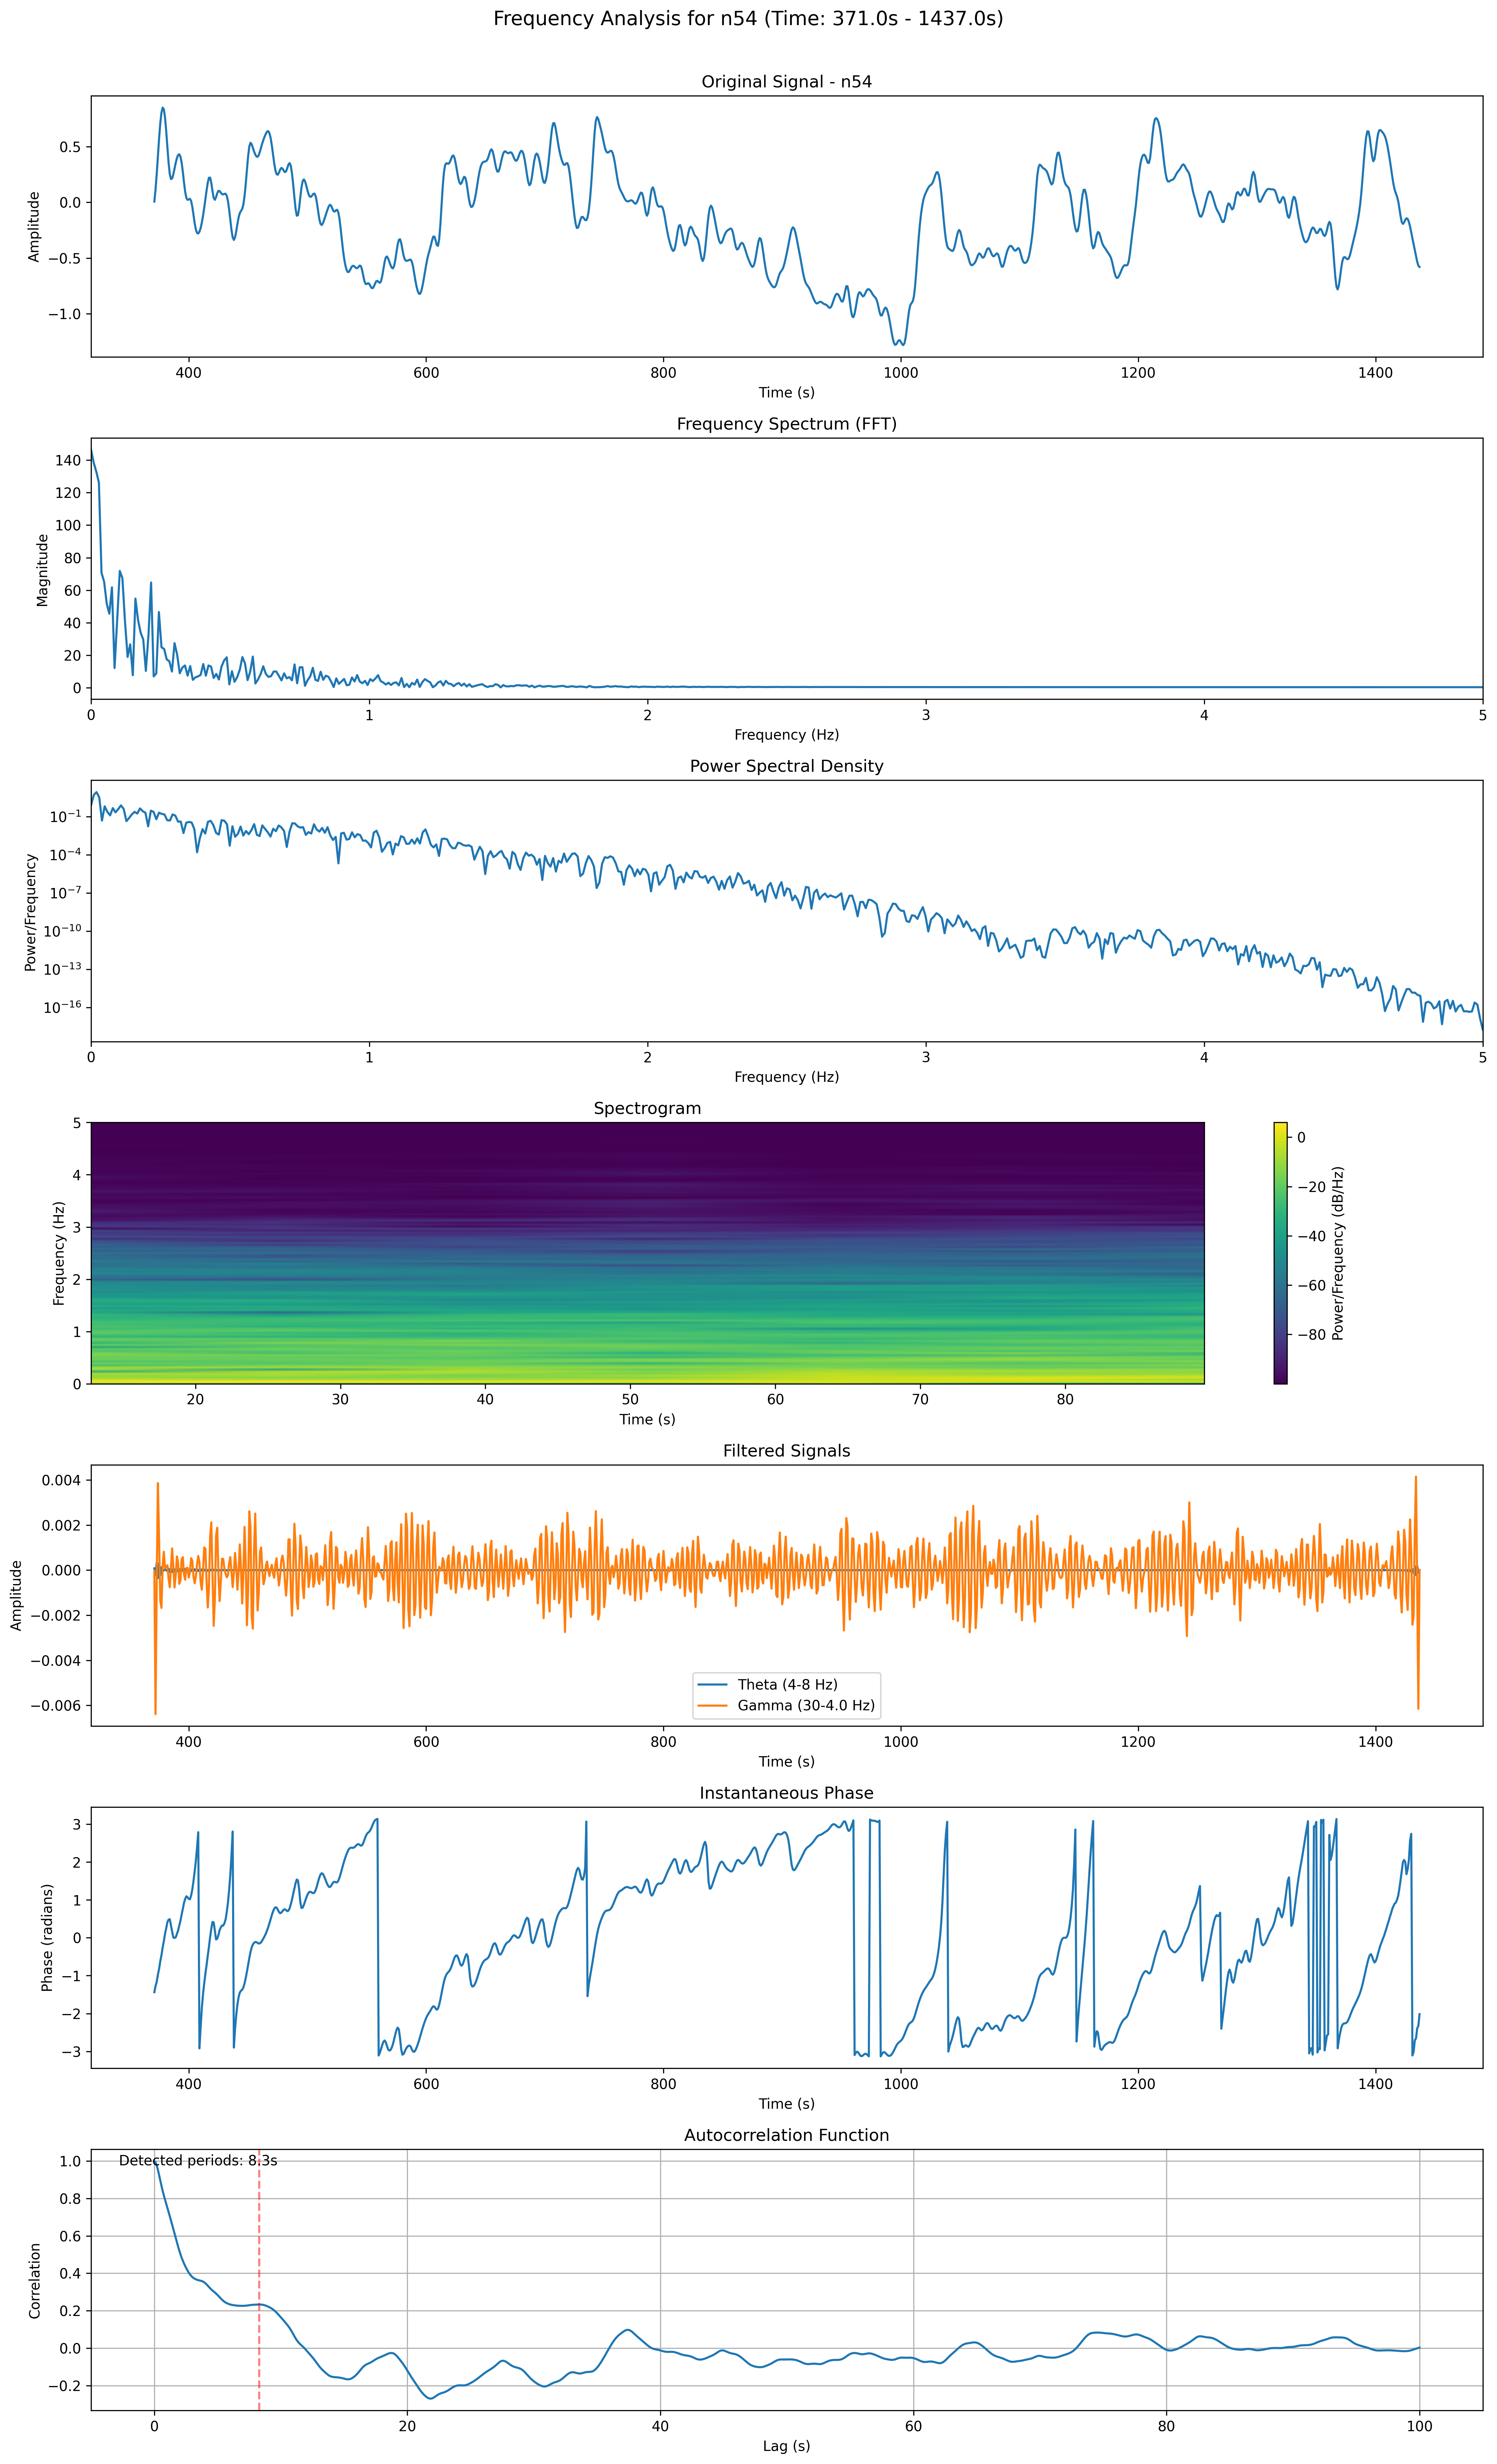 Frequency Analysis for n54 (Time: 371.0s - 1437.0s)
Original Signal - n54
Amplitude
0.5
0.0
−0.5
−1.0
400 600 800 1000 1200 1400
Time (s)
Frequency Spectrum (FFT)
Magnitude
140
120
100
80
60
40
20
0
0 1 2 3 4 5
Frequency (Hz)
Power Spectral Density
Power/Frequency
10⁻¹
10⁻⁴
10⁻⁷
10⁻¹⁰
10⁻¹³
10⁻¹⁶
0 1 2 3 4 5
Frequency (Hz)
Spectrogram
Frequency (Hz)
5
4
3
2
1
0
20 30 40 50 60 70 80
Time (s)
0
−20
−40
−60
−80
Power/Frequency (dB/Hz)
Filtered Signals
Amplitude
0.004
0.002
0.000
−0.002
−0.004
−0.006
Theta (4-8 Hz)
Gamma (30-4.0 Hz)
400 600 800 1000 1200 1400
Time (s)
Instantaneous Phase
Phase (radians)
3
2
1
0
−1
−2
−3
400 600 800 1000 1200 1400
Time (s)
Autocorrelation Function
Detected periods: 8.3s
Correlation
1.0
0.8
0.6
0.4
0.2
0.0
−0.2
0 20 40 60 80 100
Lag (s)